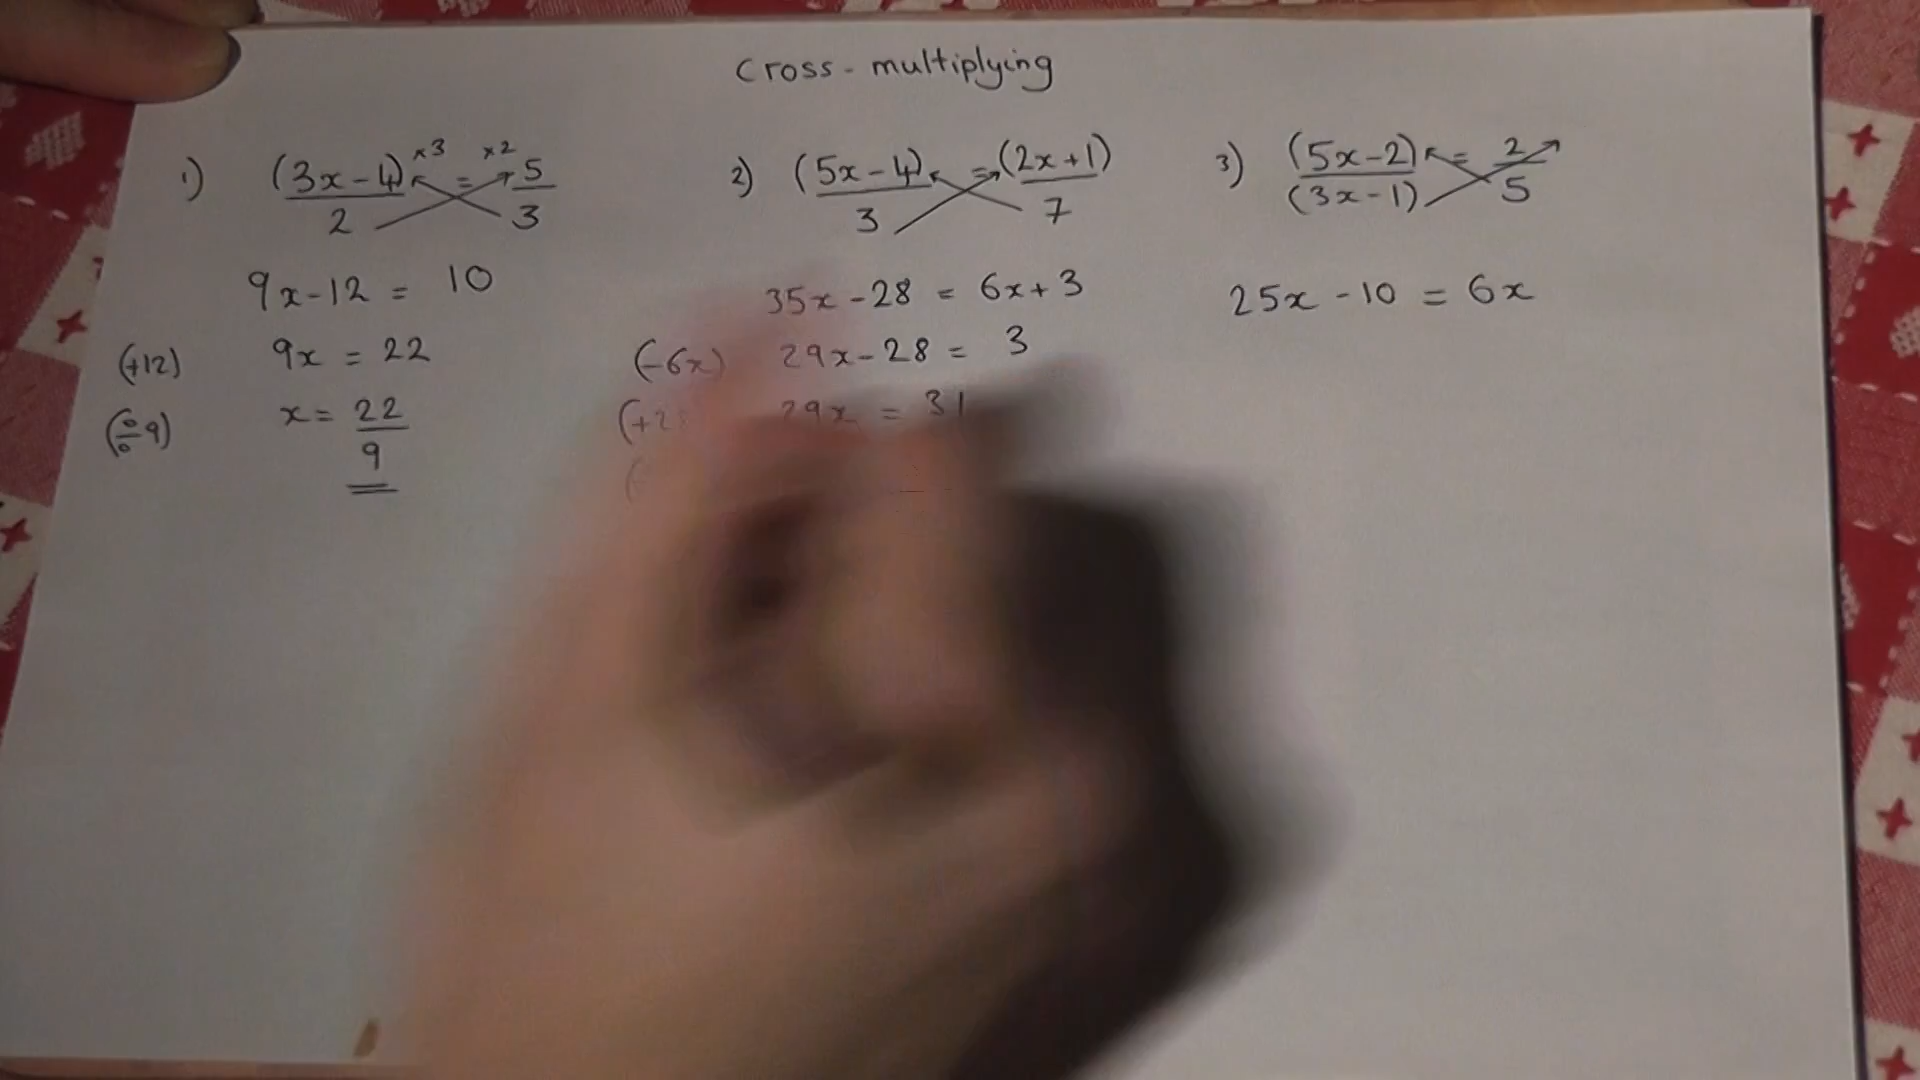 Cross-multiplying
1) (3x-4)/2 ×3 = ×2 5/3
9x-12 = 10
(+12) 9x = 22
(÷9) x = 22/9
2) (5x-4)/3 = (2x+1)/7
35x-28 = 6x+3
(-6x) 29x-28 = 3
29x = 31
3) (5x-2)/(3x-1) = 2/5
25x-10 = 6x